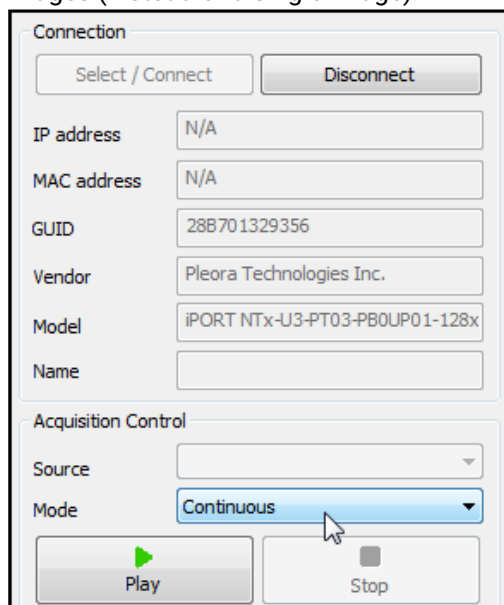 Connection
Select / Connect Disconnect
IP address N/A
MAC address N/A
GUID 28B701329356
Vendor Pleora Technologies Inc.
Model iPORT NTx-U3-PT03-PB0UP01-128x
Name
Acquisition Control
Source
Mode Continuous
Play Stop